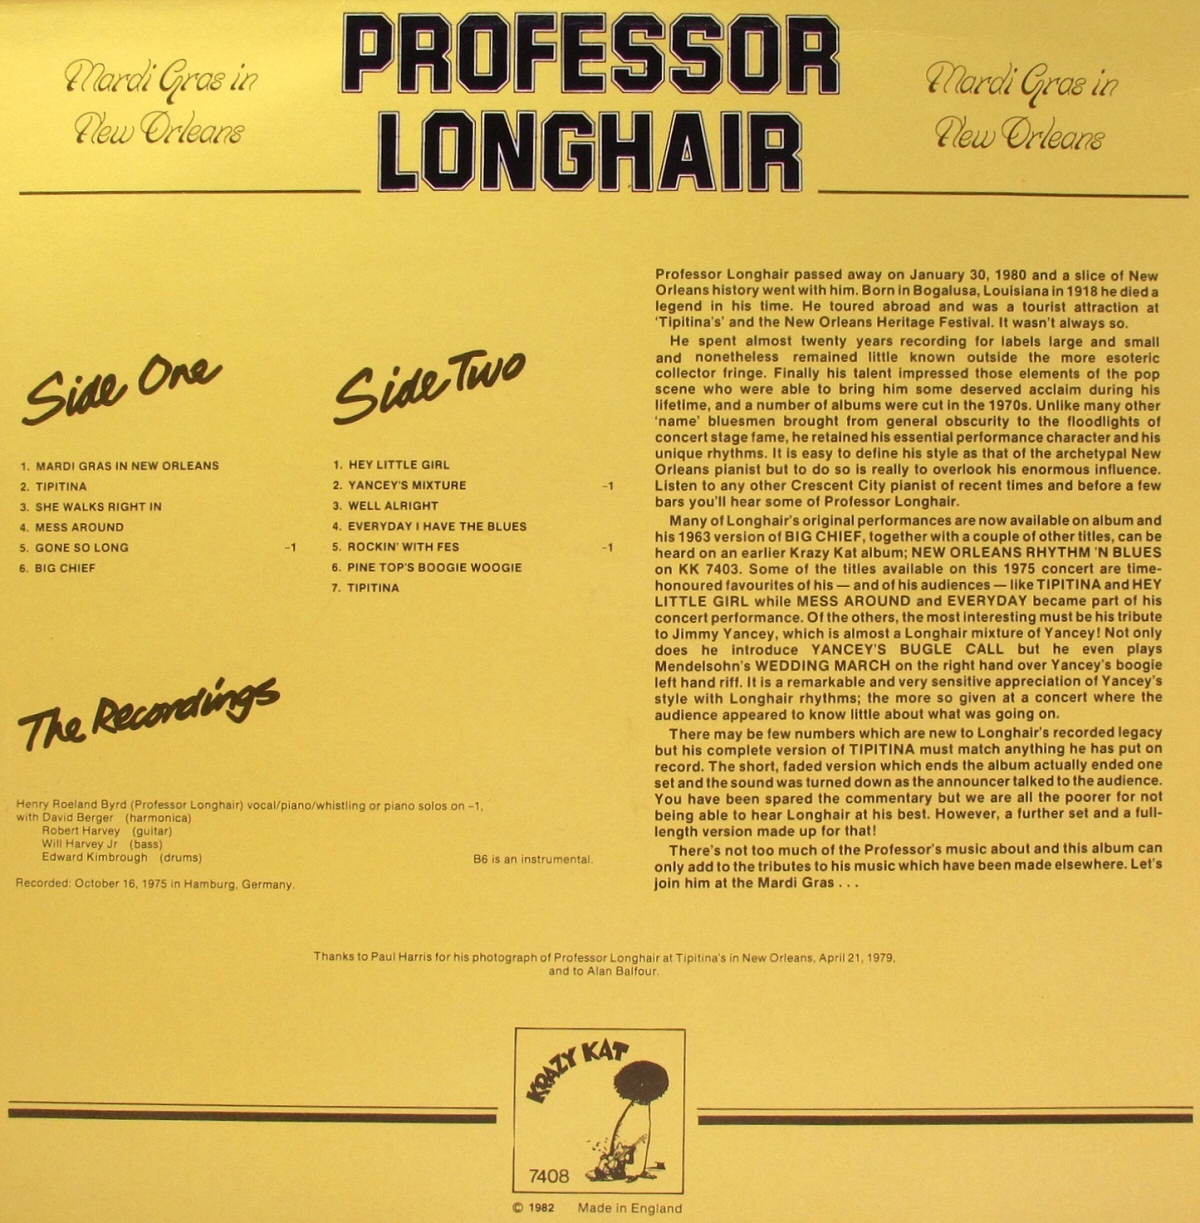 PROFESSOR
LONGHAIR
Mardi Gras in
New Orleans
Mardi Gras in
New Orleans
Side One
1. MARDI GRAS IN NEW ORLEANS
2. TIPITINA
3. SHE WALKS RIGHT IN
4. MESS AROUND
5. GONE SO LONG –1
6. BIG CHIEF
Side Two
1. HEY LITTLE GIRL
2. YANCEY'S MIXTURE –1
3. WELL ALRIGHT
4. EVERYDAY I HAVE THE BLUES
5. ROCKIN' WITH FES –1
6. PINE TOP'S BOOGIE WOOGIE
7. TIPITINA
The Recordings
Henry Roeland Byrd (Professor Longhair) vocal/piano/whistling or piano solos on –1,
with David Berger (harmonica)
Robert Harvey (guitar)
Will Harvey Jr (bass)
Edward Kimbrough (drums)
B6 is an instrumental.
Recorded: October 16, 1975 in Hamburg, Germany.
Professor Longhair passed away on January 30, 1980 and a slice of New
Orleans history went with him. Born in Bogalusa, Louisiana in 1918 he died a
legend in his time. He toured abroad and was a tourist attraction at
'Tipitina's' and the New Orleans Heritage Festival. It wasn't always so.
He spent almost twenty years recording for labels large and small
and nonetheless remained little known outside the more esoteric
collector fringe. Finally his talent impressed those elements of the pop
scene who were able to bring him some deserved acclaim during his
lifetime, and a number of albums were cut in the 1970s. Unlike many other
'name' bluesmen brought from general obscurity to the floodlights of
concert stage fame, he retained his essential performance character and his
unique rhythms. It is easy to define his style as that of the archetypal New
Orleans pianist but to do so is really to overlook his enormous influence.
Listen to any other Crescent City pianist of recent times and before a few
bars you'll hear some of Professor Longhair.
Many of Longhair's original performances are now available on album and
his 1963 version of BIG CHIEF, together with a couple of other titles, can be
heard on an earlier Krazy Kat album; NEW ORLEANS RHYTHM 'N BLUES
on KK 7403. Some of the titles available on this 1975 concert are time-
honoured favourites of his — and of his audiences — like TIPITINA and HEY
LITTLE GIRL while MESS AROUND and EVERYDAY became part of his
concert performance. Of the others, the most interesting must be his tribute
to Jimmy Yancey, which is almost a Longhair mixture of Yancey! Not only
does he introduce YANCEY'S BUGLE CALL but he even plays
Mendelsohn's WEDDING MARCH on the right hand over Yancey's boogie
left hand riff. It is a remarkable and very sensitive appreciation of Yancey's
style with Longhair rhythms; the more so given at a concert where the
audience appeared to know little about what was going on.
There may be few numbers which are new to Longhair's recorded legacy
but his complete version of TIPITINA must match anything he has put on
record. The short, faded version which ends the album actually ended one
set and the sound was turned down as the announcer talked to the audience.
You have been spared the commentary but we are all the poorer for not
being able to hear Longhair at his best. However, a further set and a full-
length version made up for that!
There's not too much of the Professor's music about and this album can
only add to the tributes to his music which have been made elsewhere. Let's
join him at the Mardi Gras . . .
Thanks to Paul Harris for his photograph of Professor Longhair at Tipitina's in New Orleans, April 21, 1979,
and to Alan Balfour.
KRAZY KAT
7408
© 1982 Made in England